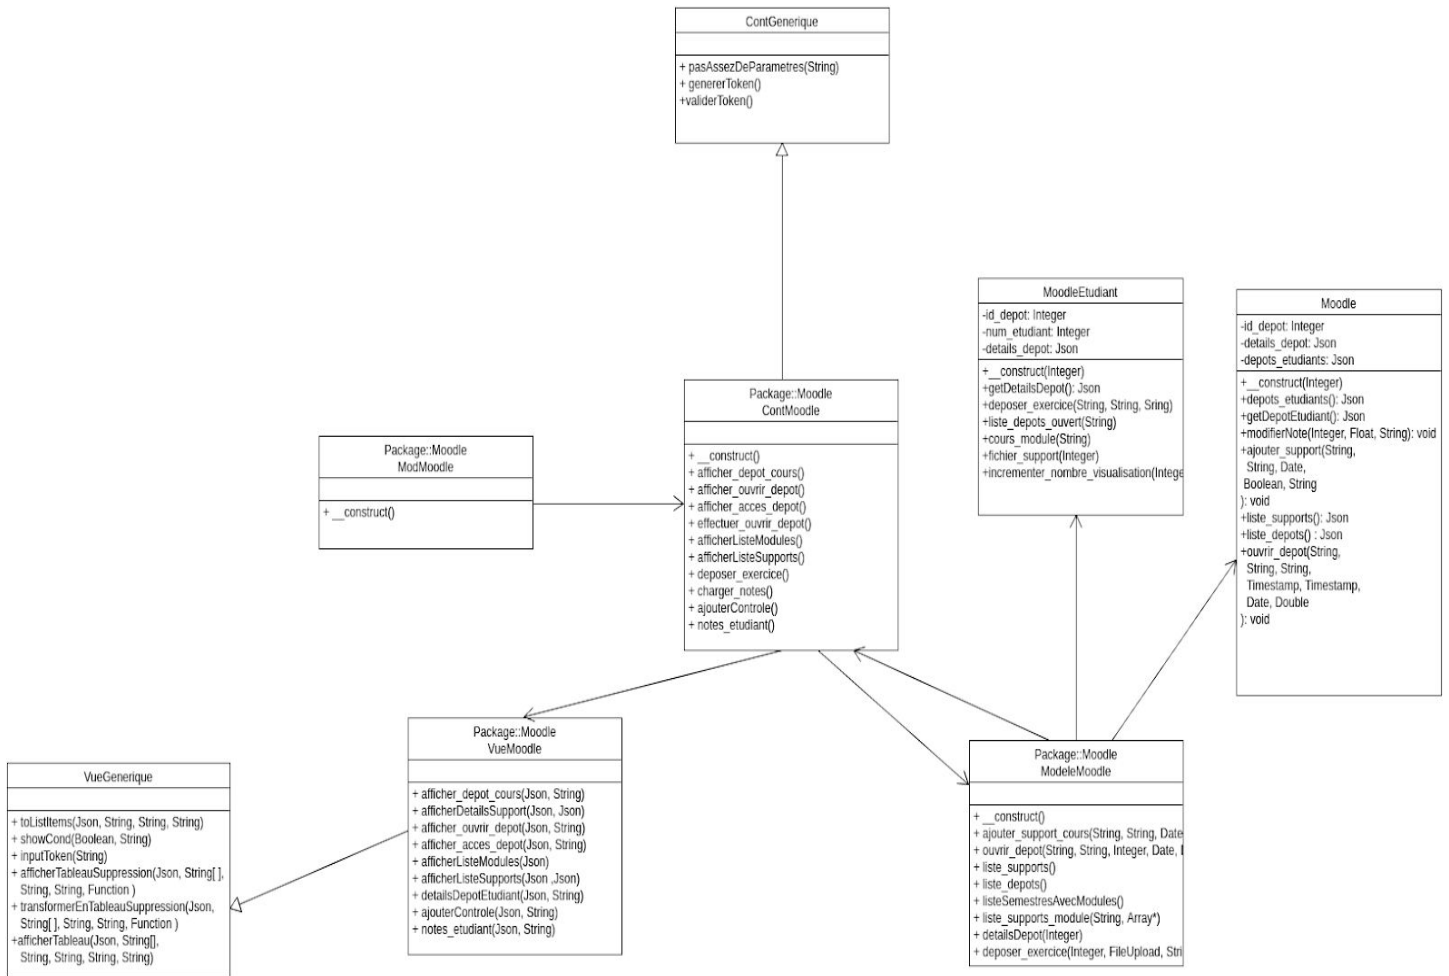 ContGenerique
+ pasAssezDeParametres(String)
+ genererToken()
+validerToken()
MoodleEtudiant
-id_depot: Integer
-num_etudiant: Integer
-details_depot: Json
+__construct(Integer)
+getDetailsDepot(): Json
+deposer_exercice(String, String, Sring)
+liste_depots_ouvert(String)
+cours_module(String)
+fichier_support(Integer)
+incrementer_nombre_visualisation(Intege
Moodle
-id_depot: Integer
-details_depot: Json
-depots_etudiants: Json
+__construct(Integer)
+depots_etudiants(): Json
+getDepotEtudiant(): Json
+modifierNote(Integer, Float, String): void
+ajouter_support(String,
String, Date,
Boolean, String
): void
+liste_supports(): Json
+liste_depots() : Json
+ouvrir_depot(String,
String, String,
Timestamp, Timestamp,
Date, Double
): void
Package::Moodle
ContMoodle
+ __construct()
+ afficher_depot_cours()
+ afficher_ouvrir_depot()
+ afficher_acces_depot()
+ effectuer_ouvrir_depot()
+ afficherListeModules()
+ afficherListeSupports()
+ deposer_exercice()
+ charger_notes()
+ ajouterControle()
+ notes_etudiant()
Package::Moodle
ModMoodle
+ __construct()
Package::Moodle
VueMoodle
+ afficher_depot_cours(Json, String)
+ afficherDetailsSupport(Json, Json)
+ afficher_ouvrir_depot(Json, String)
+ afficher_acces_depot(Json, String)
+ afficherListeModules(Json)
+ afficherListeSupports(Json ,Json)
+ detailsDepotEtudiant(Json, String)
+ ajouterControle(Json, String)
+ notes_etudiant(Json, String)
Package::Moodle
ModeleMoodle
+ __construct()
+ ajouter_support_cours(String, String, Date
+ ouvrir_depot(String, String, Integer, Date,
+ liste_supports()
+ liste_depots()
+ listeSemestresAvecModules()
+ liste_supports_module(String, Array*)
+ detailsDepot(Integer)
+ deposer_exercice(Integer, FileUpload, Stri
VueGenerique
+ toListItems(Json, String, String, String)
+ showCond(Boolean, String)
+ inputToken(String)
+ afficherTableauSuppression(Json, String[ ],
String, String, Function )
+ transformerEnTableauSuppression(Json,
String[ ], String, String, Function )
+afficherTableau(Json, String[],
String, String, String, String)